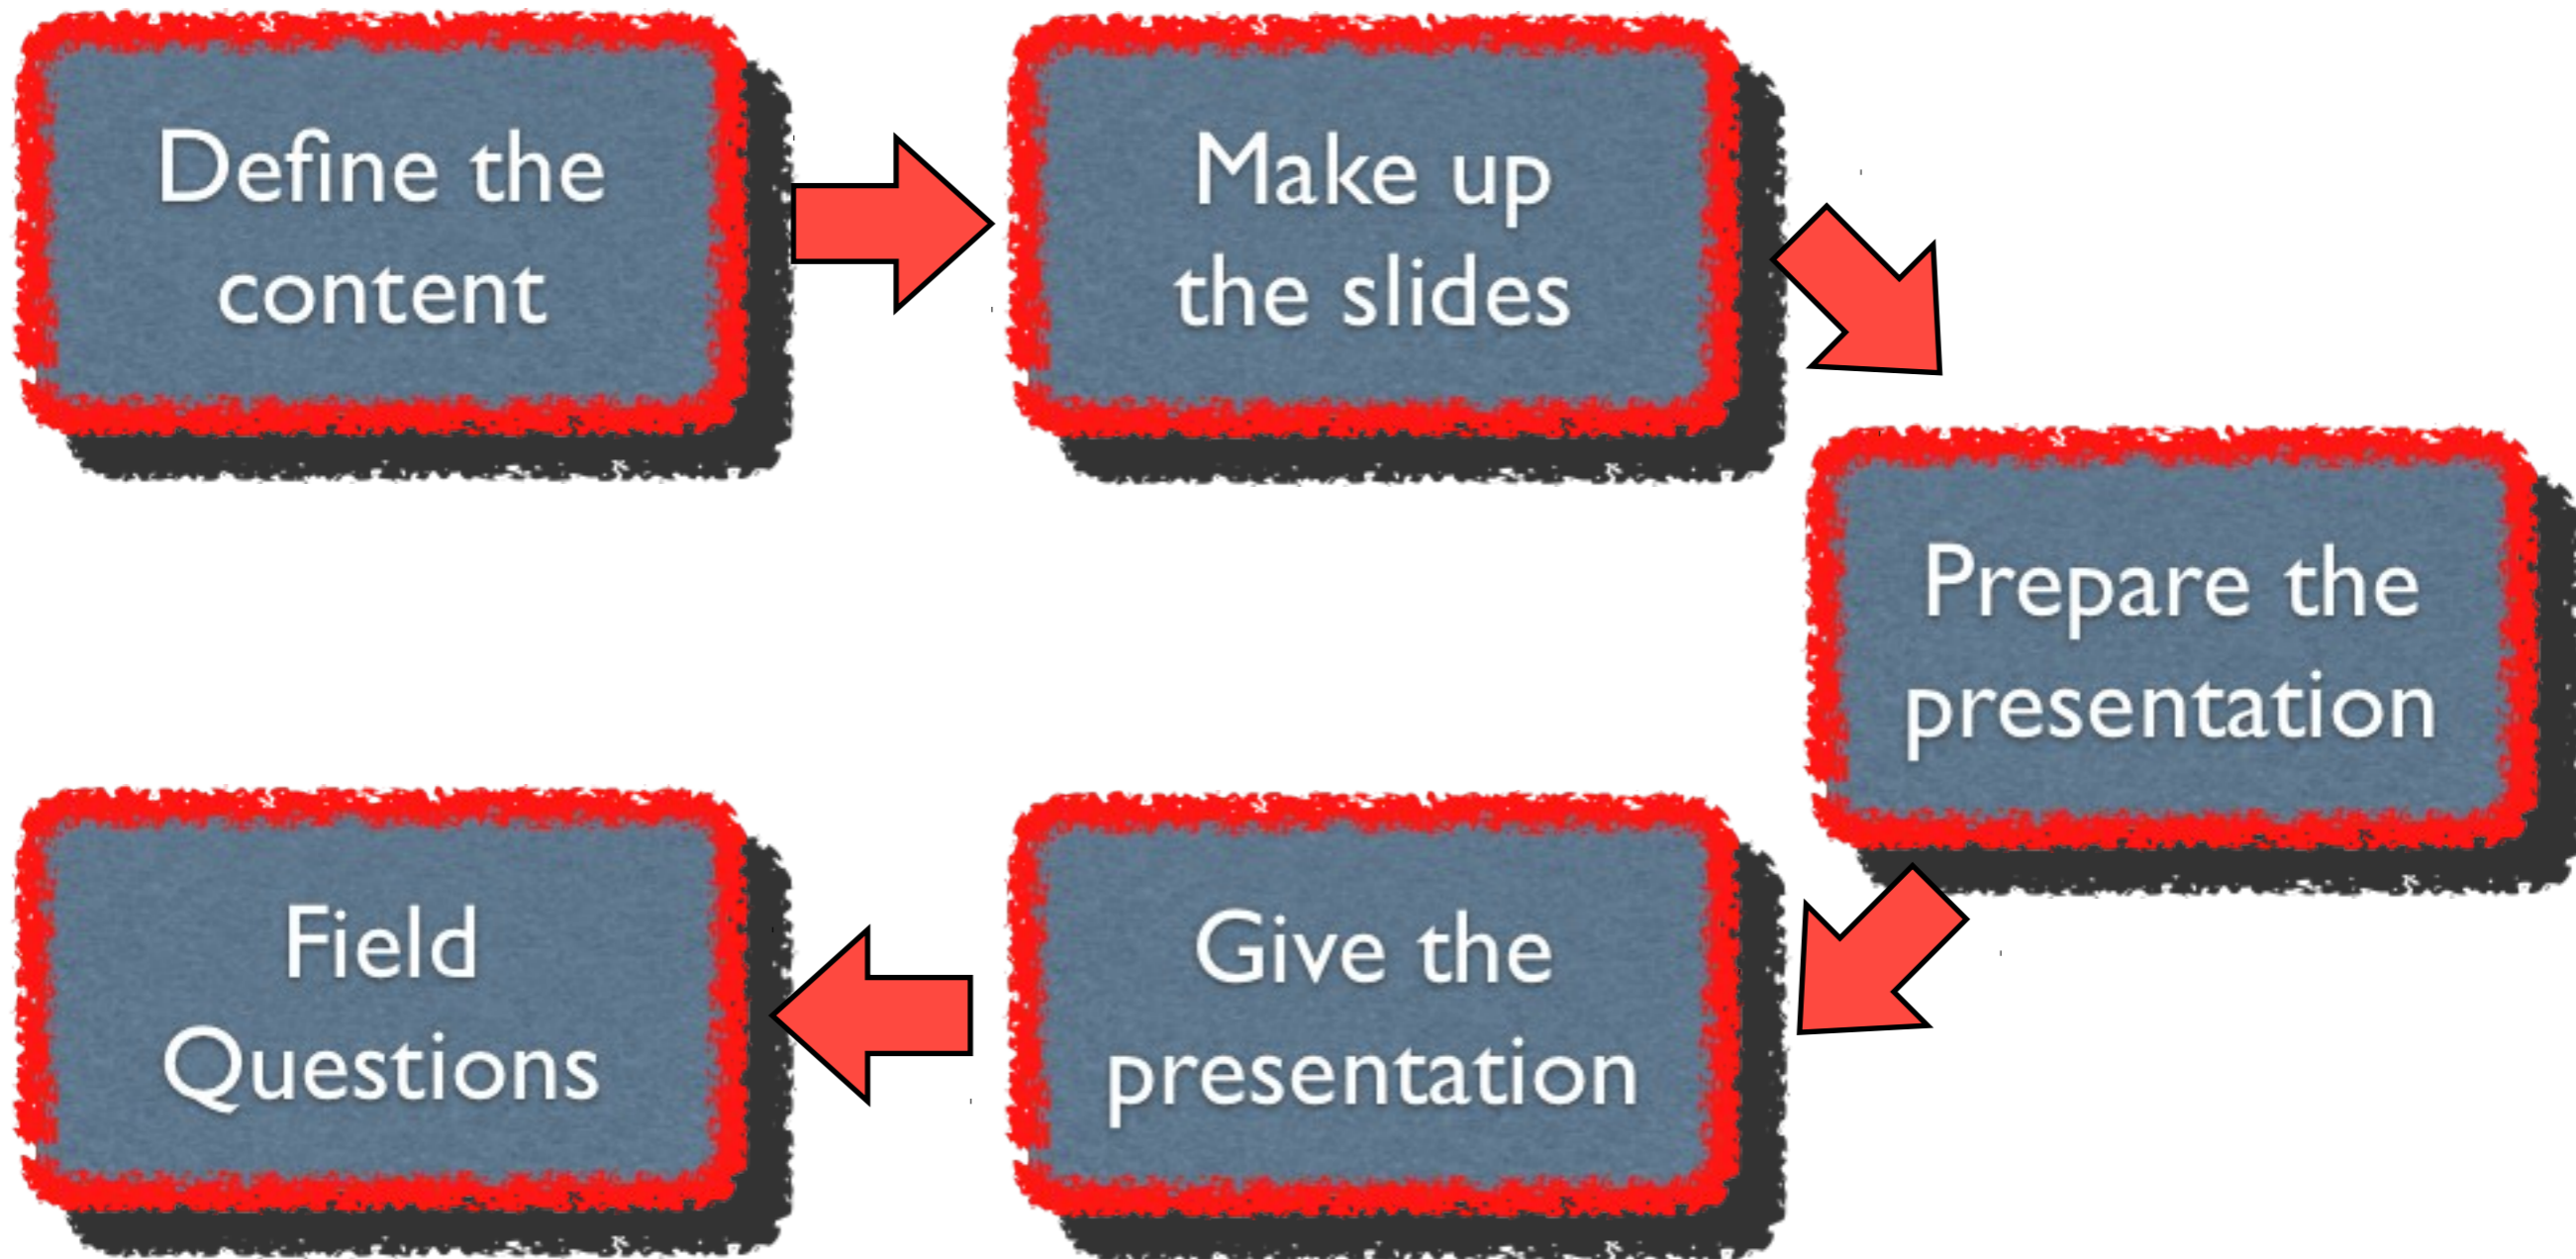 Define the
content
Make up
the slides
Prepare the
presentation
Give the
presentation
Field
Questions